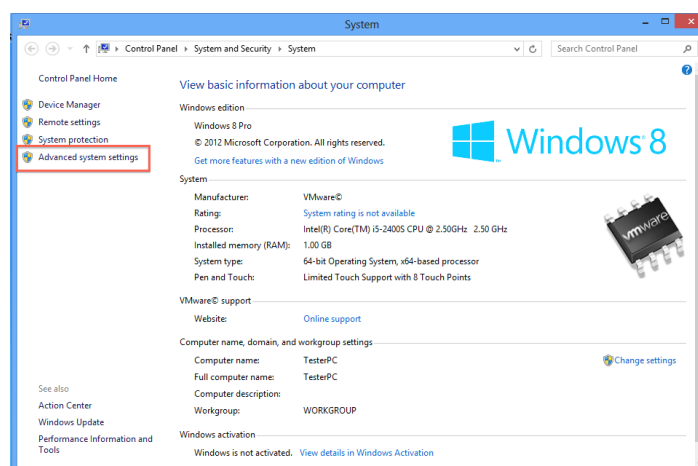 System
Control Panel System and Security System
Search Control Panel
Control Panel Home
Device Manager
Remote settings
System protection
Advanced system settings
See also
Action Center
Windows Update
Performance Information and
Tools
View basic information about your computer
Windows edition
Windows 8 Pro
© 2012 Microsoft Corporation. All rights reserved.
Get more features with a new edition of Windows
Windows 8
System
Manufacturer: VMware©
Rating: System rating is not available
Processor: Intel(R) Core(TM) i5-2400S CPU @ 2.50GHz 2.50 GHz
Installed memory (RAM): 1.00 GB
System type: 64-bit Operating System, x64-based processor
Pen and Touch: Limited Touch Support with 8 Touch Points
vmware
VMware© support
Website: Online support
Computer name, domain, and workgroup settings
Computer name: TesterPC
Change settings
Full computer name: TesterPC
Computer description:
Workgroup: WORKGROUP
Windows activation
Windows is not activated. View details in Windows Activation